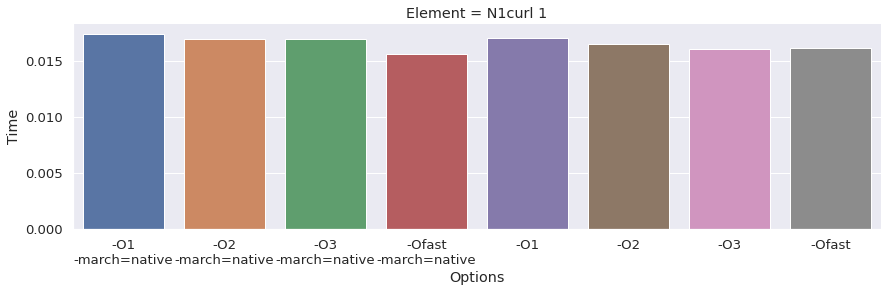 Element = N1curl 1
Time
0.015
0.010
0.005
0.000
-O1 -O2 -O3 -Ofast -O1 -O2 -O3 -Ofast
-march=native -march=native -march=native -march=native
Options